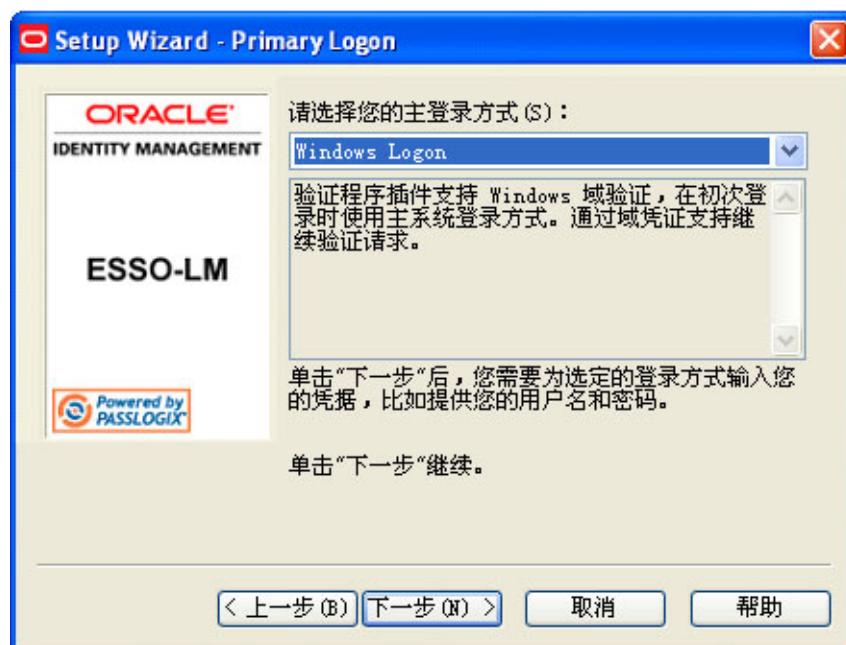 Setup Wizard - Primary Logon
ORACLE
IDENTITY MANAGEMENT
ESSO-LM
Powered by
PASSLOGIX
请选择您的主登录方式(S):
Windows Logon
验证程序插件支持 Windows 域验证,在初次登
录时使用主系统登录方式。通过域凭证支持继
续验证请求。
单击“下一步“后,您需要为选定的登录方式输入您
的凭据,比如提供您的用户名和密码。
单击“下一步“继续。
< 上一步(B)
下一步(N) >
取消
帮助